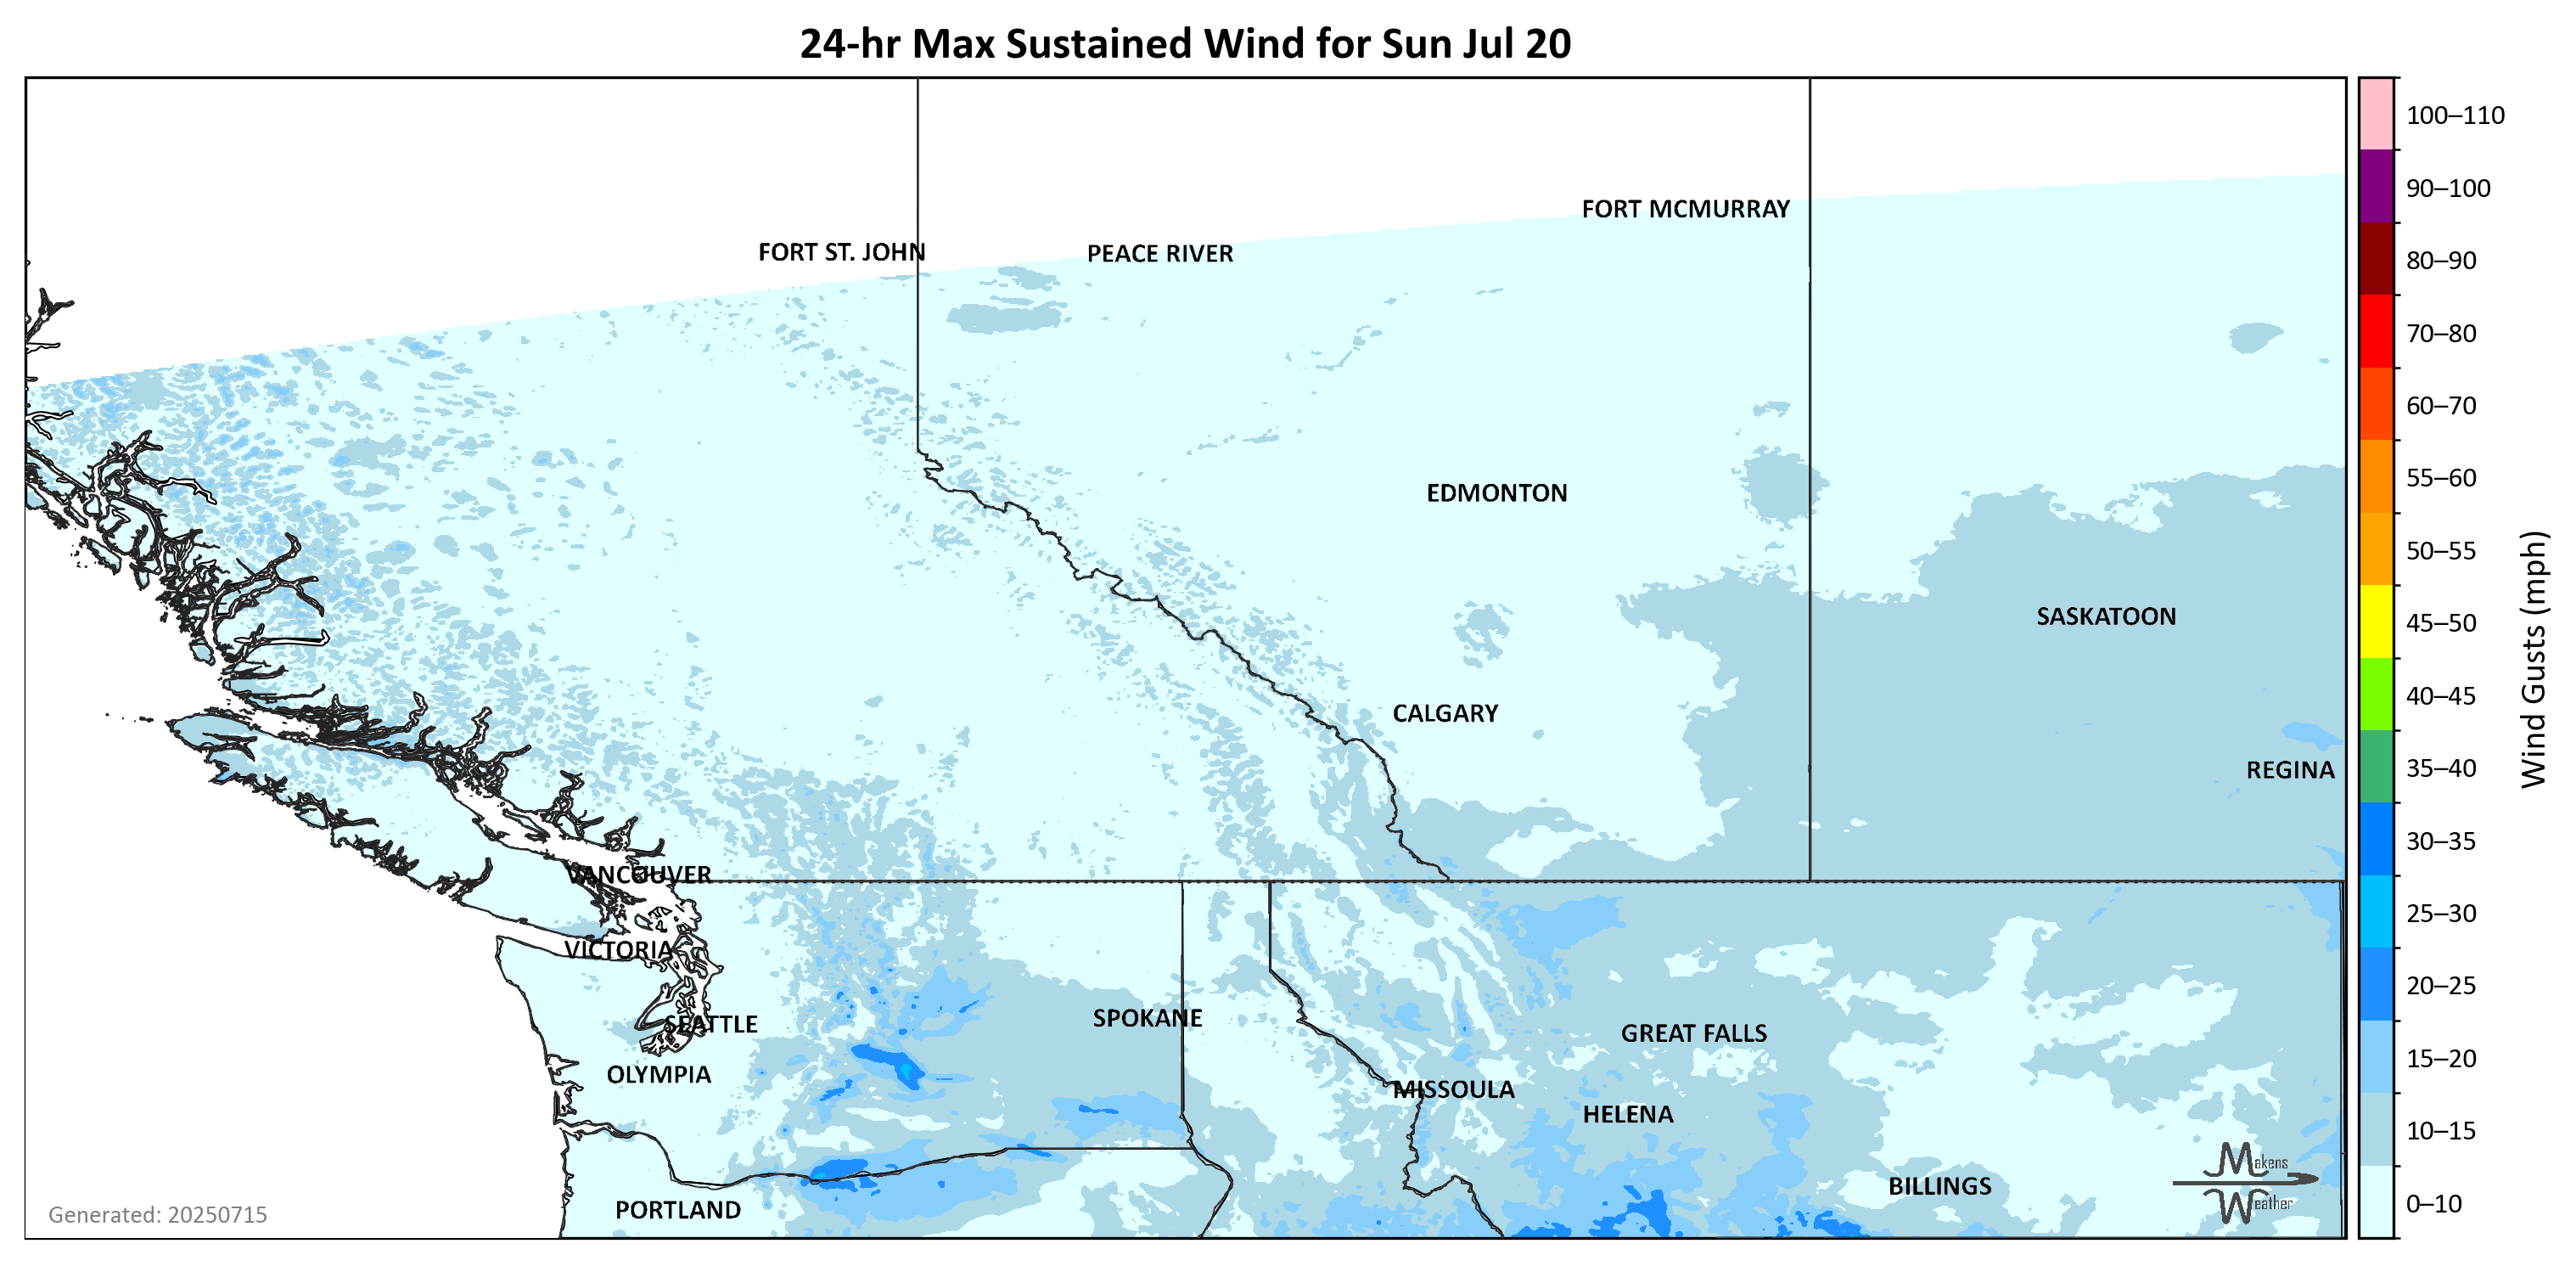 24-hr Max Sustained Wind for Sun Jul 20
100–110
90–100
80–90
70–80
60–70
55–60
50–55
45–50
40–45
35–40
30–35
25–30
20–25
15–20
10–15
0–10
Wind Gusts (mph)
FORT MCMURRAY
FORT ST. JOHN
PEACE RIVER
EDMONTON
SASKATOON
CALGARY
REGINA
VANCOUVER
VICTORIA
SEATTLE
SPOKANE
GREAT FALLS
OLYMPIA
MISSOULA
HELENA
BILLINGS
PORTLAND
Makens
Weather
Generated: 20250715